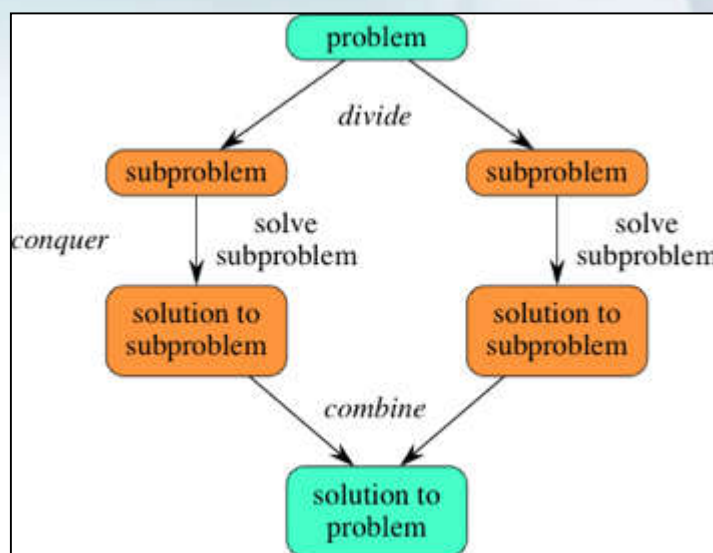 problem
divide
subproblem
subproblem
conquer
solve
subproblem
solve
subproblem
solution to
subproblem
solution to
subproblem
combine
solution to
problem